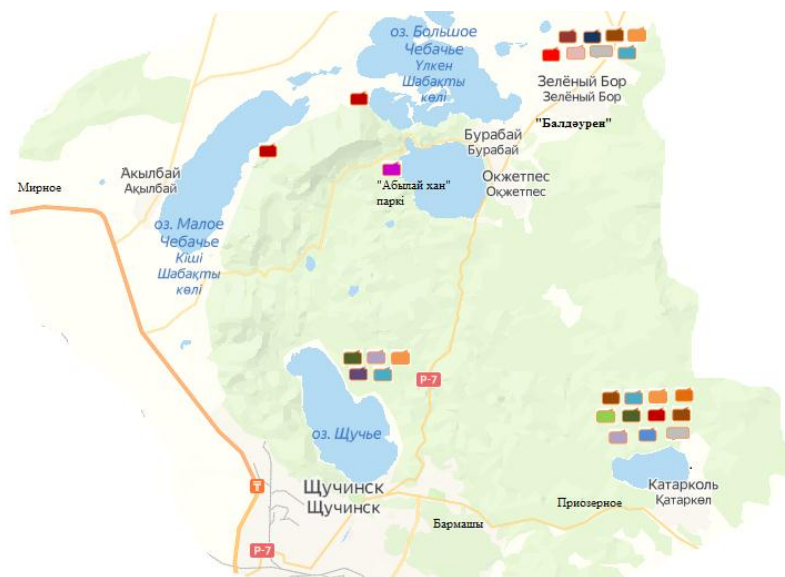 оз. Большое
Чебачье
Үлкен
Шабақты
көлі
Зелёный Бор
Зелёный Бор
"Балдәурен"
Бурабай
Бурабай
Акылбай
Ақылбай
Мирное
"Абылай хан"
паркі
Окжетпес
Оқжетпес
оз. Малое
Чебачье
Кіші
Шабақты
көлі
Р-7
оз. Щучье
Щучинск
Щучинск
Катарколь
Қатаркөл
Приозерное
Бармашы
Р-7